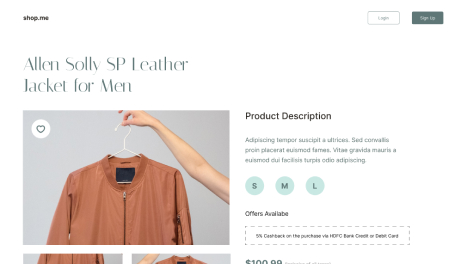 shop.me
Login
Sign Up
Allen Solly SP Leather
Jacket for Men
Product Description
Adipiscing tempor suscipit a ultrices. Sed convallis
proin placerat euismod fames. Vitae gravida mauris a
euismod dui facilisis turpis odio adipiscing.
S M L
Offers Availabe
5% Cashback on the purchase via HDFC Bank Credit or Debit Card
$100.99